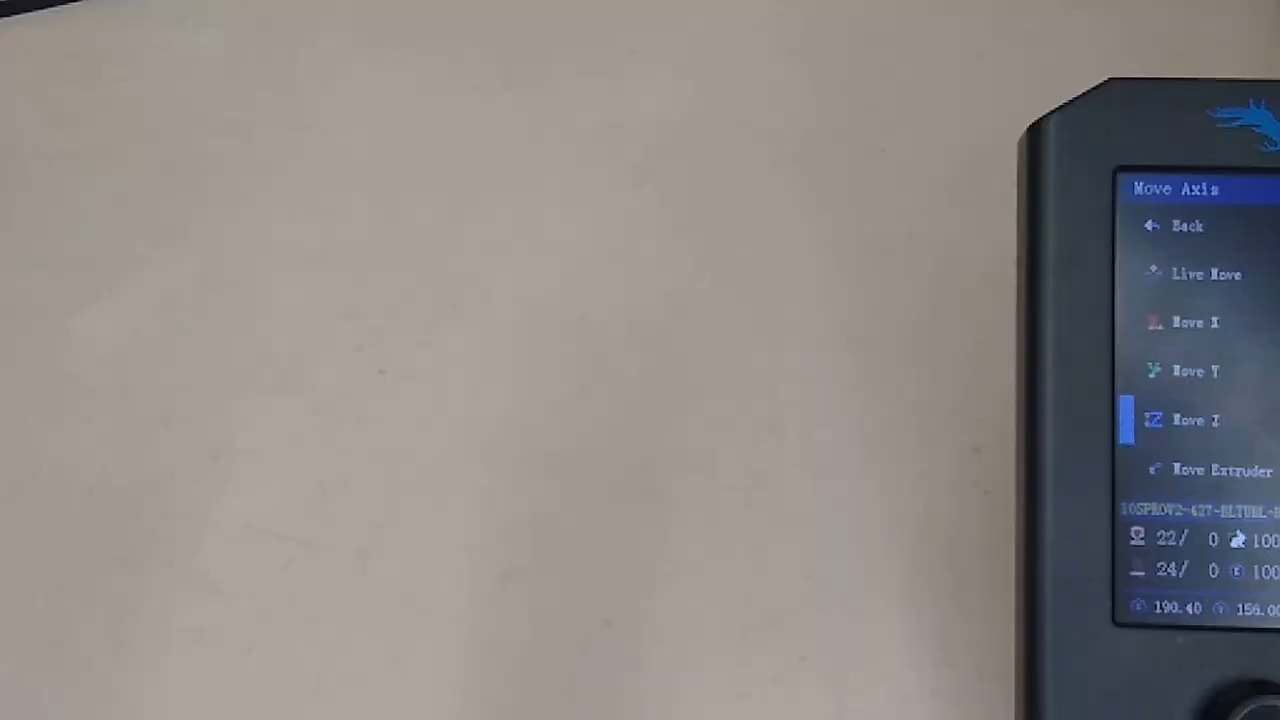 Move Axis
Back
Live Move
Move X
Move Y
Move Z
Move Extruder
22/ 0 100
24/ 0 100
190.40 156.00